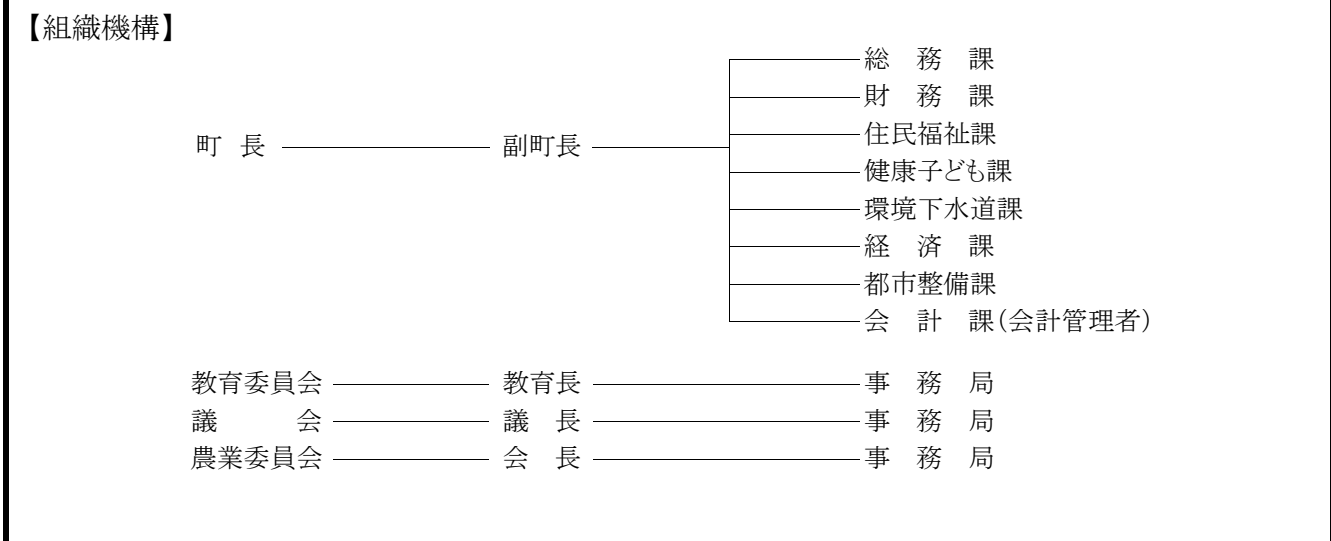 【組織機構】
総　務　課
財　務　課
町　長　副町長　住民福祉課
健康子ども課
環境下水道課
経　済　課
都市整備課
会　計　課(会計管理者)
教育委員会　教育長　事　務　局
議　　　会　議　長　事　務　局
農業委員会　会　長　事　務　局